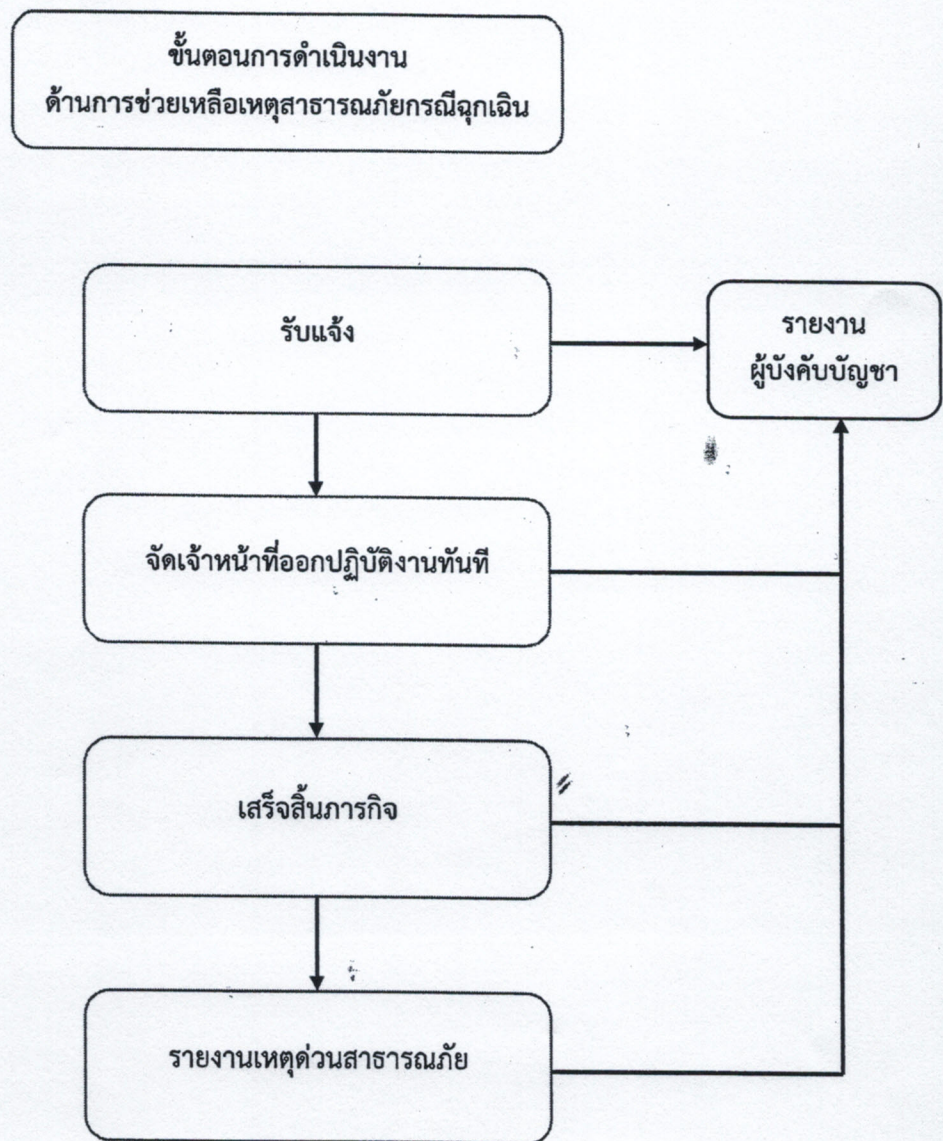 ขั้นตอนการดำเนินงาน
ด้านการช่วยเหลือเหตุสาธารณภัยกรณีฉุกเฉิน
รับแจ้ง
รายงาน
ผู้บังคับบัญชา
จัดเจ้าหน้าที่ออกปฏิบัติงานทันที
เสร็จสิ้นภารกิจ
รายงานเหตุด่วนสาธารณภัย